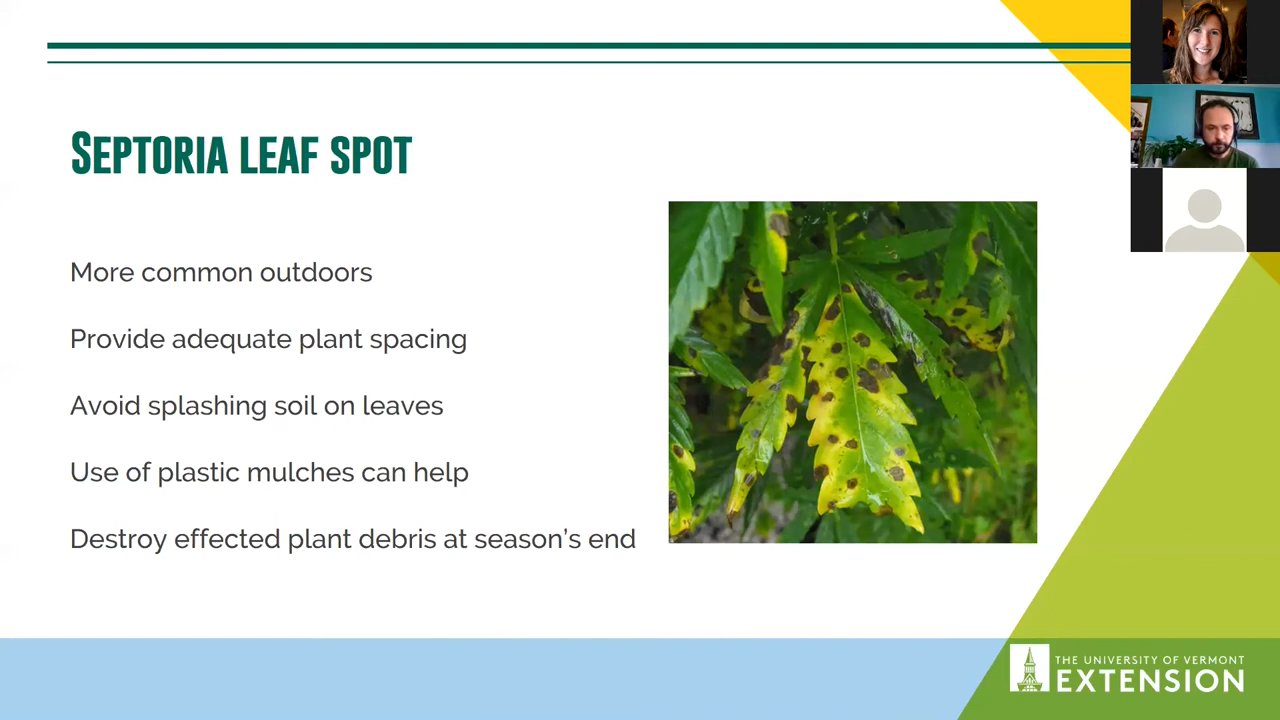 Septoria leaf spot
More common outdoors
Provide adequate plant spacing
Avoid splashing soil on leaves
Use of plastic mulches can help
Destroy effected plant debris at season’s end
THE UNIVERSITY OF VERMONT
EXTENSION